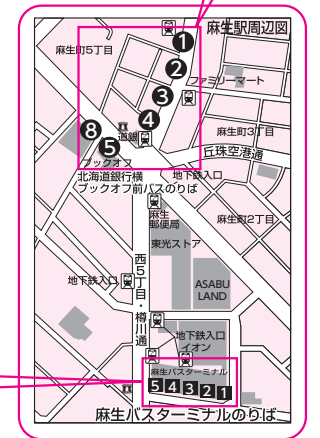 麻生駅周辺図
1
麻生町5丁目
2
ファミリーマート
3
4
8
道銀
麻生町3丁目
5
丘珠空港通
ブックオフ
北海道銀行横
ブックオフ前バスのりば
地下鉄入口
麻生
郵便局
麻生町2丁目
東光ストア
西5丁目・樽川通
地下鉄入口
ASABU
LAND
地下鉄入口
イオン
麻生バスターミナル
5 4 3 2 1
麻生バスターミナルのりば